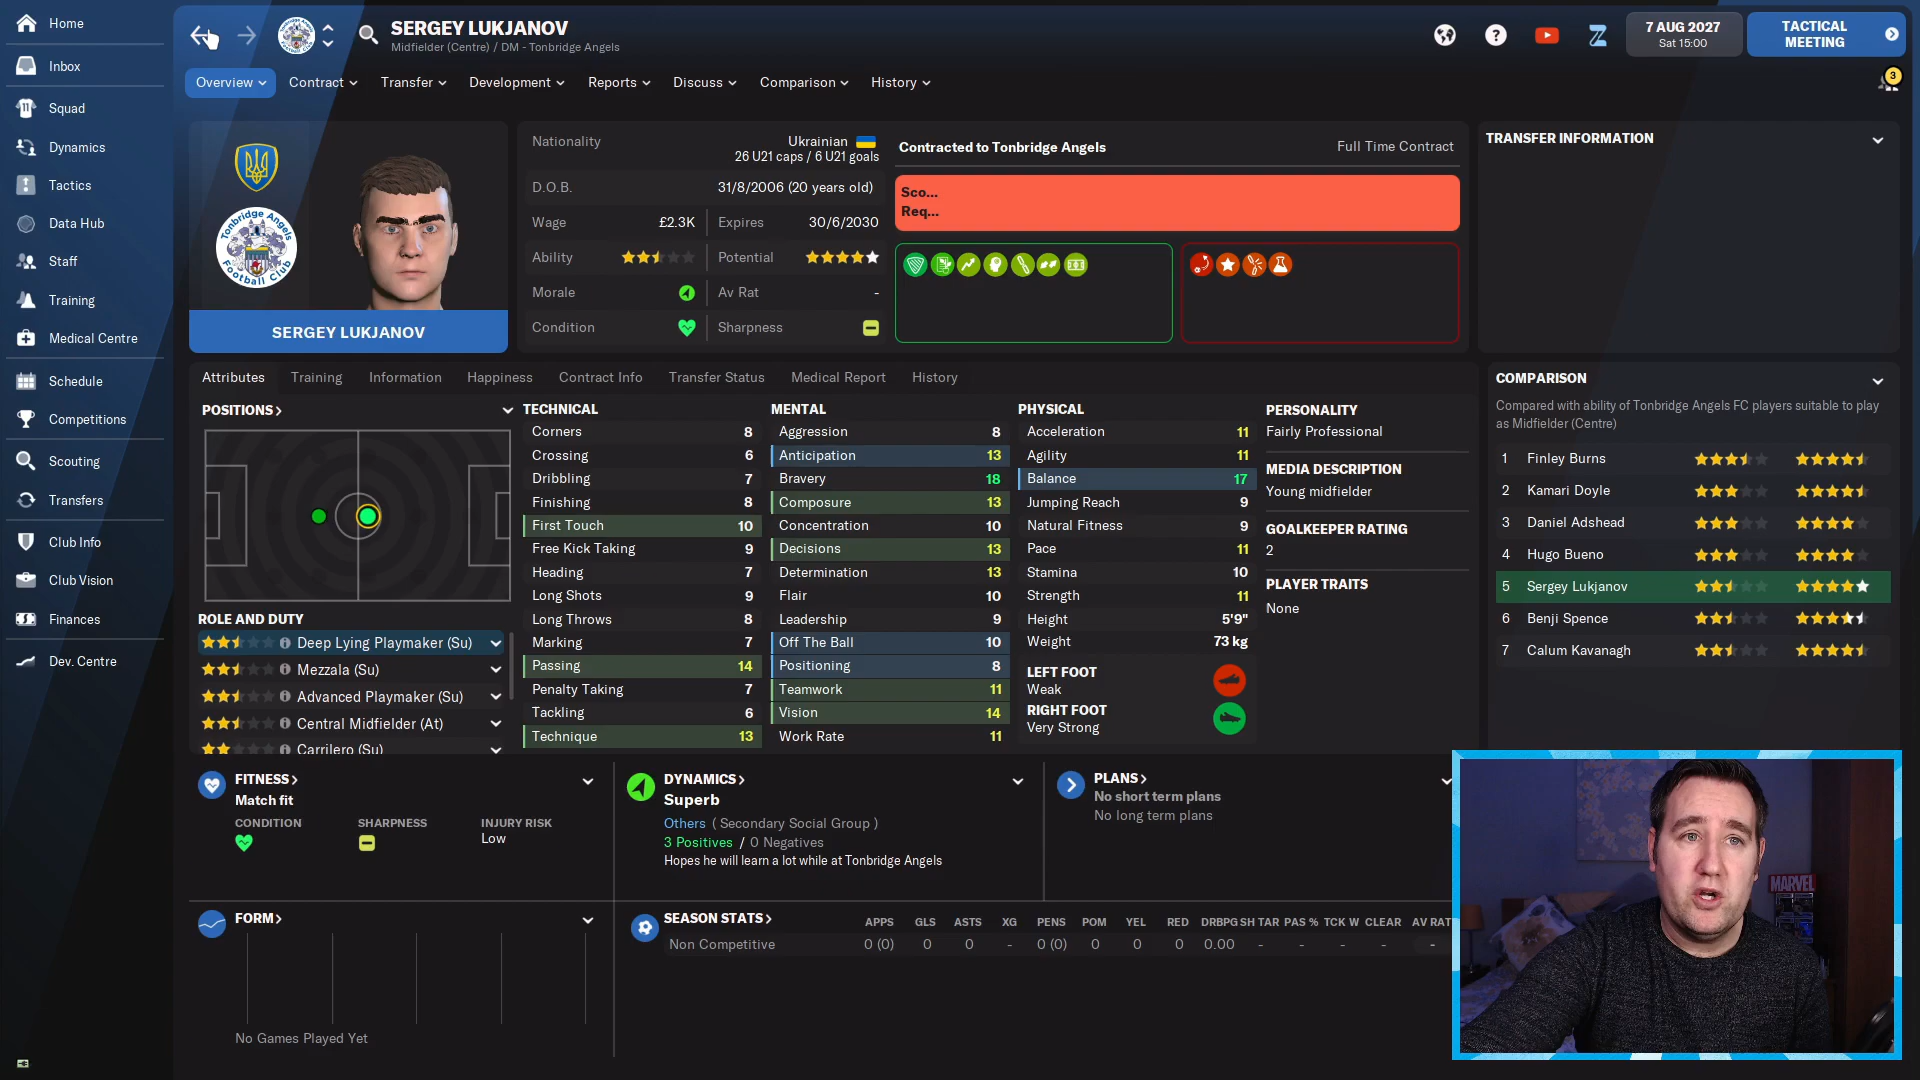 Home
Inbox
Squad
Dynamics
Tactics
Data Hub
Staff
Training
Medical Centre
Schedule
Competitions
Scouting
Transfers
Club Info
Club Vision
Finances
Dev. Centre
SERGEY LUKJANOV
Midfielder (Centre) / DM - Tonbridge Angels
7 AUG 2027
Sat 15:00
TACTICAL MEETING
3
Overview Contract Transfer Development Reports Discuss Comparison History
Tonbridge Angels
Football Club
SERGEY LUKJANOV
Nationality Ukrainian
26 U21 caps / 6 U21 goals
D.O.B. 31/8/2006 (20 years old)
Wage £2.3K Expires 30/6/2030
Ability Potential
Morale Av Rat -
Condition Sharpness
Contracted to Tonbridge Angels Full Time Contract
Sco...
Req...
TRANSFER INFORMATION
Attributes Training Information Happiness Contract Info Transfer Status Medical Report History
POSITIONS
ROLE AND DUTY
Deep Lying Playmaker (Su)
Mezzala (Su)
Advanced Playmaker (Su)
Central Midfielder (At)
Carrilero (Su)
TECHNICAL
Corners 8
Crossing 6
Dribbling 7
Finishing 8
First Touch 10
Free Kick Taking 9
Heading 7
Long Shots 9
Long Throws 8
Marking 7
Passing 14
Penalty Taking 7
Tackling 6
Technique 13
MENTAL
Aggression 8
Anticipation 13
Bravery 18
Composure 13
Concentration 10
Decisions 13
Determination 13
Flair 10
Leadership 9
Off The Ball 10
Positioning 8
Teamwork 11
Vision 14
Work Rate 11
PHYSICAL
Acceleration 11
Agility 11
Balance 17
Jumping Reach 9
Natural Fitness 9
Pace 11
Stamina 10
Strength 11
Height 5'9"
Weight 73 kg
LEFT FOOT
Weak
RIGHT FOOT
Very Strong
PERSONALITY
Fairly Professional
MEDIA DESCRIPTION
Young midfielder
GOALKEEPER RATING
2
PLAYER TRAITS
None
COMPARISON
Compared with ability of Tonbridge Angels FC players suitable to play
as Midfielder (Centre)
1 Finley Burns
2 Kamari Doyle
3 Daniel Adshead
4 Hugo Bueno
5 Sergey Lukjanov
6 Benji Spence
7 Calum Kavanagh
FITNESS
Match fit
CONDITION SHARPNESS INJURY RISK
Low
DYNAMICS
Superb
Others ( Secondary Social Group )
3 Positives / 0 Negatives
Hopes he will learn a lot while at Tonbridge Angels
PLANS
No short term plans
No long term plans
FORM
No Games Played Yet
SEASON STATS APPS GLS ASTS XG PENS POM YEL RED DRBPG SH TAR PAS % TCK W CLEAR AV RAT
Non Competitive 0 (0) 0 0 - 0 (0) 0 0 0 0.00 - - - - -
MARVEL